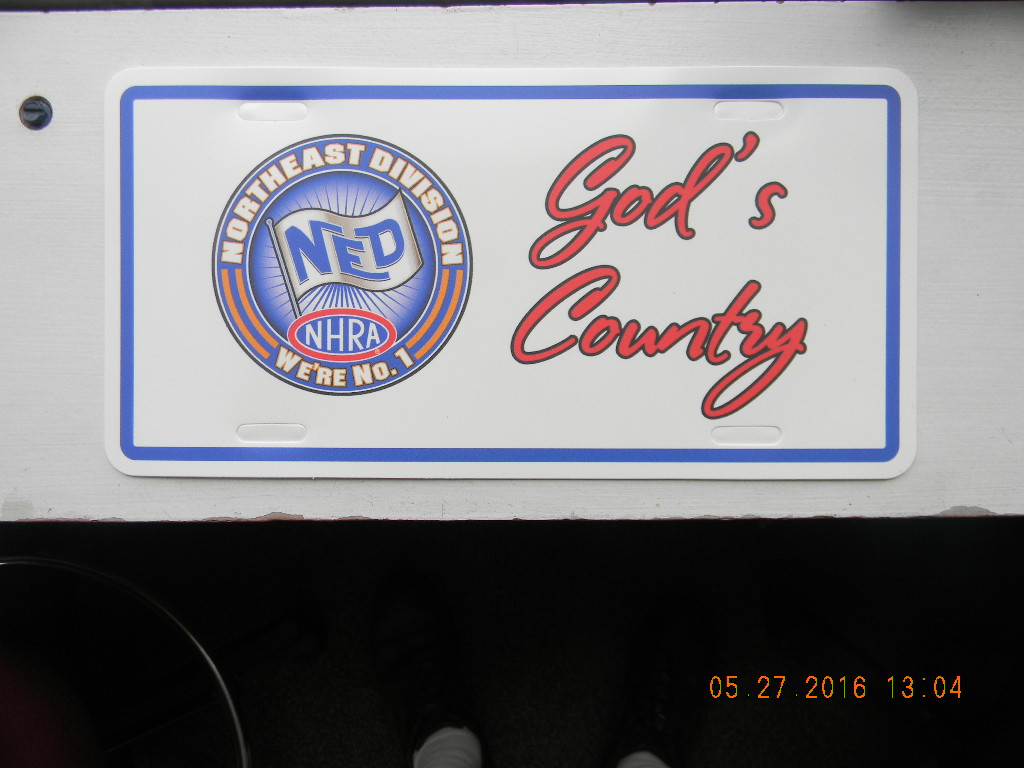 NORTHEAST DIVISION
NED
NHRA
WE'RE NO. 1
God's
Country
05.27.2016 13:04